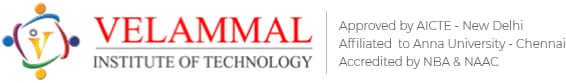 VELAMMAL
INSTITUTE OF TECHNOLOGY
Approved by AICTE - New Delhi
Affiliated to Anna University - Chennai
Accredited by NBA & NAAC
V